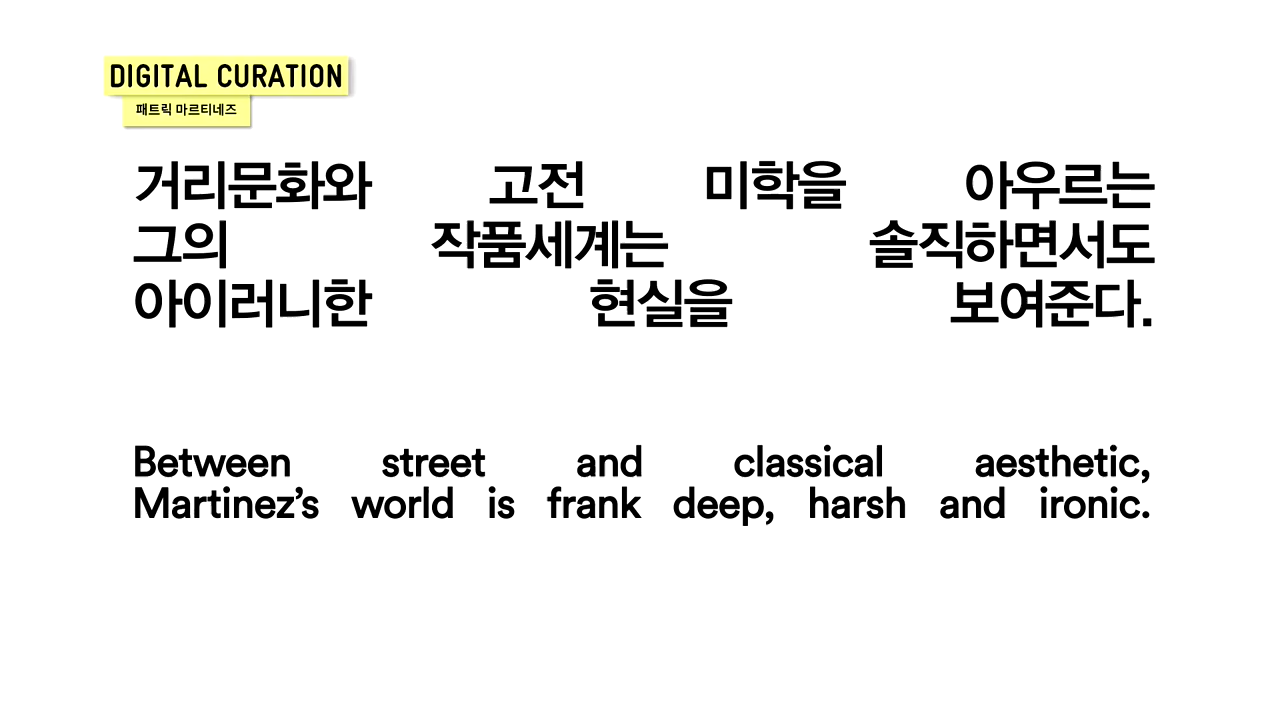 DIGITAL CURATION
패트릭 마르티네즈
거리문화와 고전 미학을 아우르는
그의 작품세계는 솔직하면서도
아이러니한 현실을 보여준다.
Between street and classical aesthetic,
Martinez’s world is frank deep, harsh and ironic.